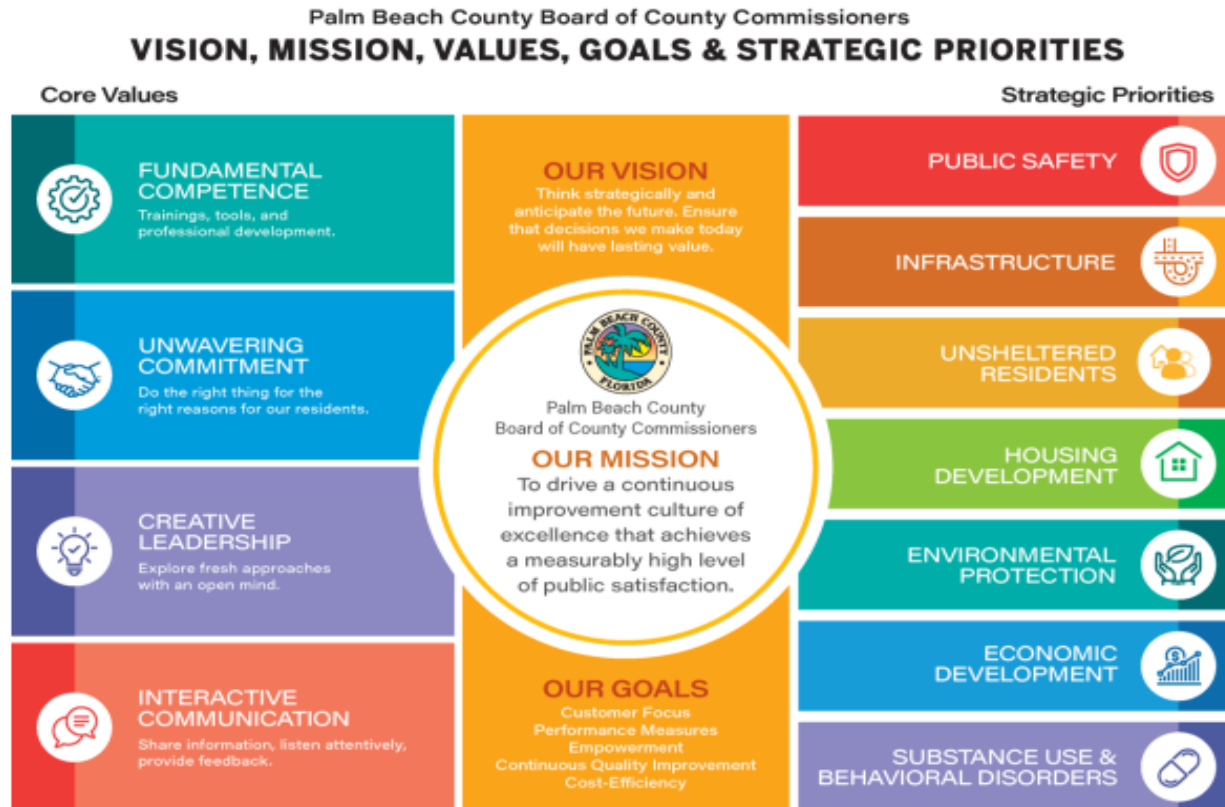 Palm Beach County Board of County Commissioners
VISION, MISSION, VALUES, GOALS & STRATEGIC PRIORITIES
Core Values
FUNDAMENTAL
COMPETENCE
Trainings, tools, and
professional development.
UNWAVERING
COMMITMENT
Do the right thing for the
right reasons for our residents.
CREATIVE
LEADERSHIP
Explore fresh approaches
with an open mind.
INTERACTIVE
COMMUNICATION
Share information, listen attentively,
provide feedback.
OUR VISION
Think strategically and
anticipate the future. Ensure
that decisions we make today
will have lasting value.
PALM BEACH COUNTY
FLORIDA
Palm Beach County
Board of County Commissioners
OUR MISSION
To drive a continuous
improvement culture of
excellence that achieves
a measurably high level
of public satisfaction.
OUR GOALS
Customer Focus
Performance Measures
Empowerment
Continuous Quality Improvement
Cost-Efficiency
Strategic Priorities
PUBLIC SAFETY
INFRASTRUCTURE
UNSHELTERED
RESIDENTS
HOUSING
DEVELOPMENT
ENVIRONMENTAL
PROTECTION
ECONOMIC
DEVELOPMENT
$
SUBSTANCE USE &
BEHAVIORAL DISORDERS